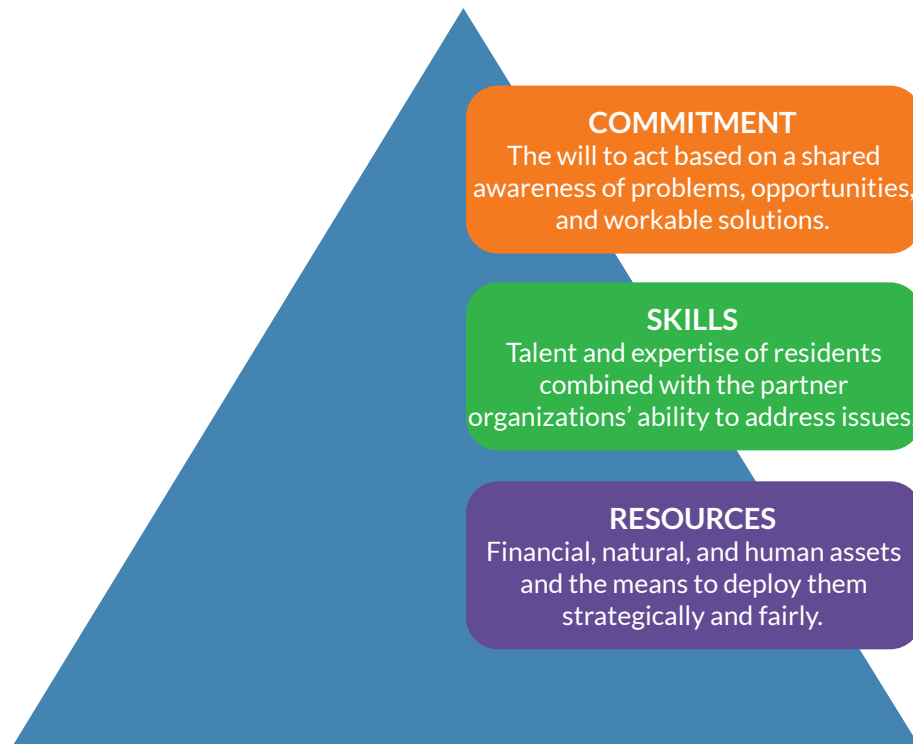 COMMITMENT
The will to act based on a shared
awareness of problems, opportunities,
and workable solutions.
SKILLS
Talent and expertise of residents
combined with the partner
organizations’ ability to address issues.
RESOURCES
Financial, natural, and human assets
and the means to deploy them
strategically and fairly.